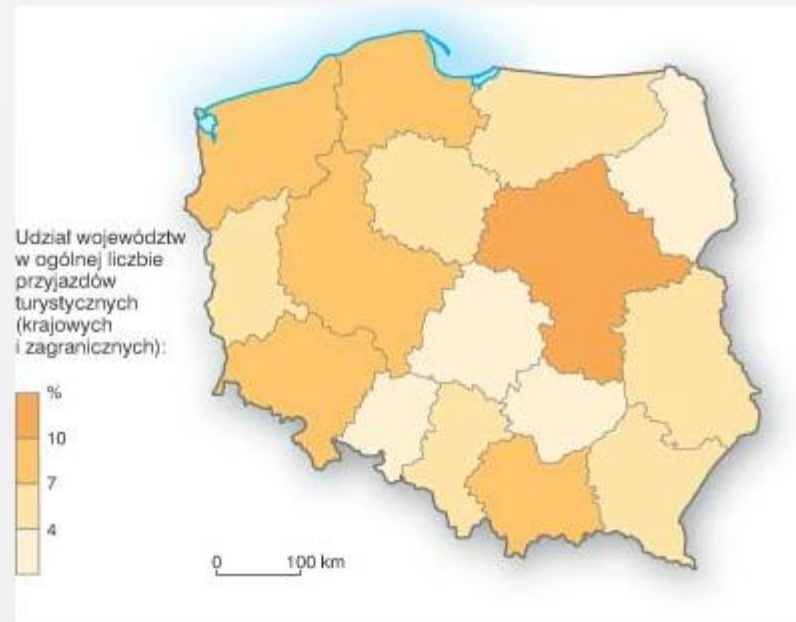 Udział województw
w ogólnej liczbie
przyjazdów
turystycznych
(krajowych
i zagranicznych):
%
10
7
4
0 100 km